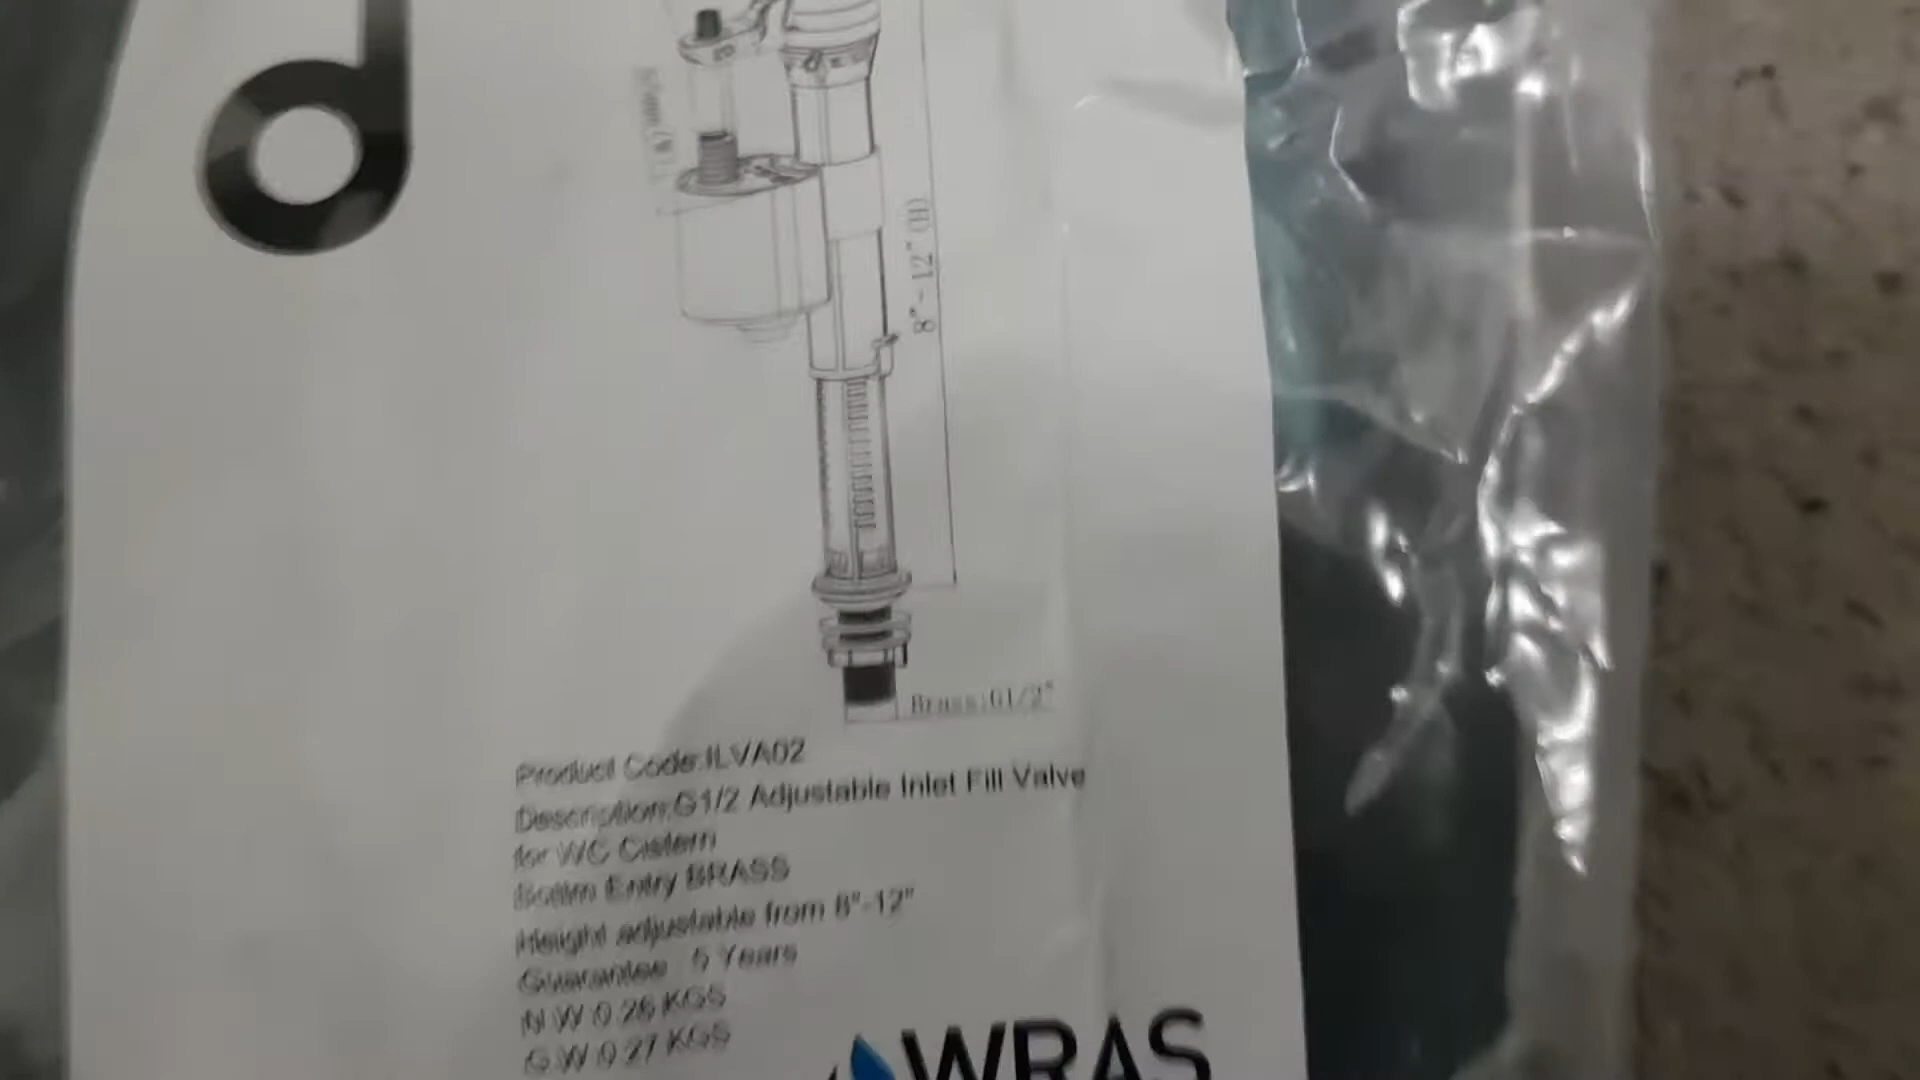 8"-12"(H)
Brass:G1/2"
Product Code:ILVA02
Description:G1/2 Adjustable Inlet Fill Valve
for WC Cistern
Bottm Entry BRASS
Height adjustable from 8"-12"
Guarantee : 5 Years
N.W 0.26 KGS
G.W 0.27 KGS
WRAS